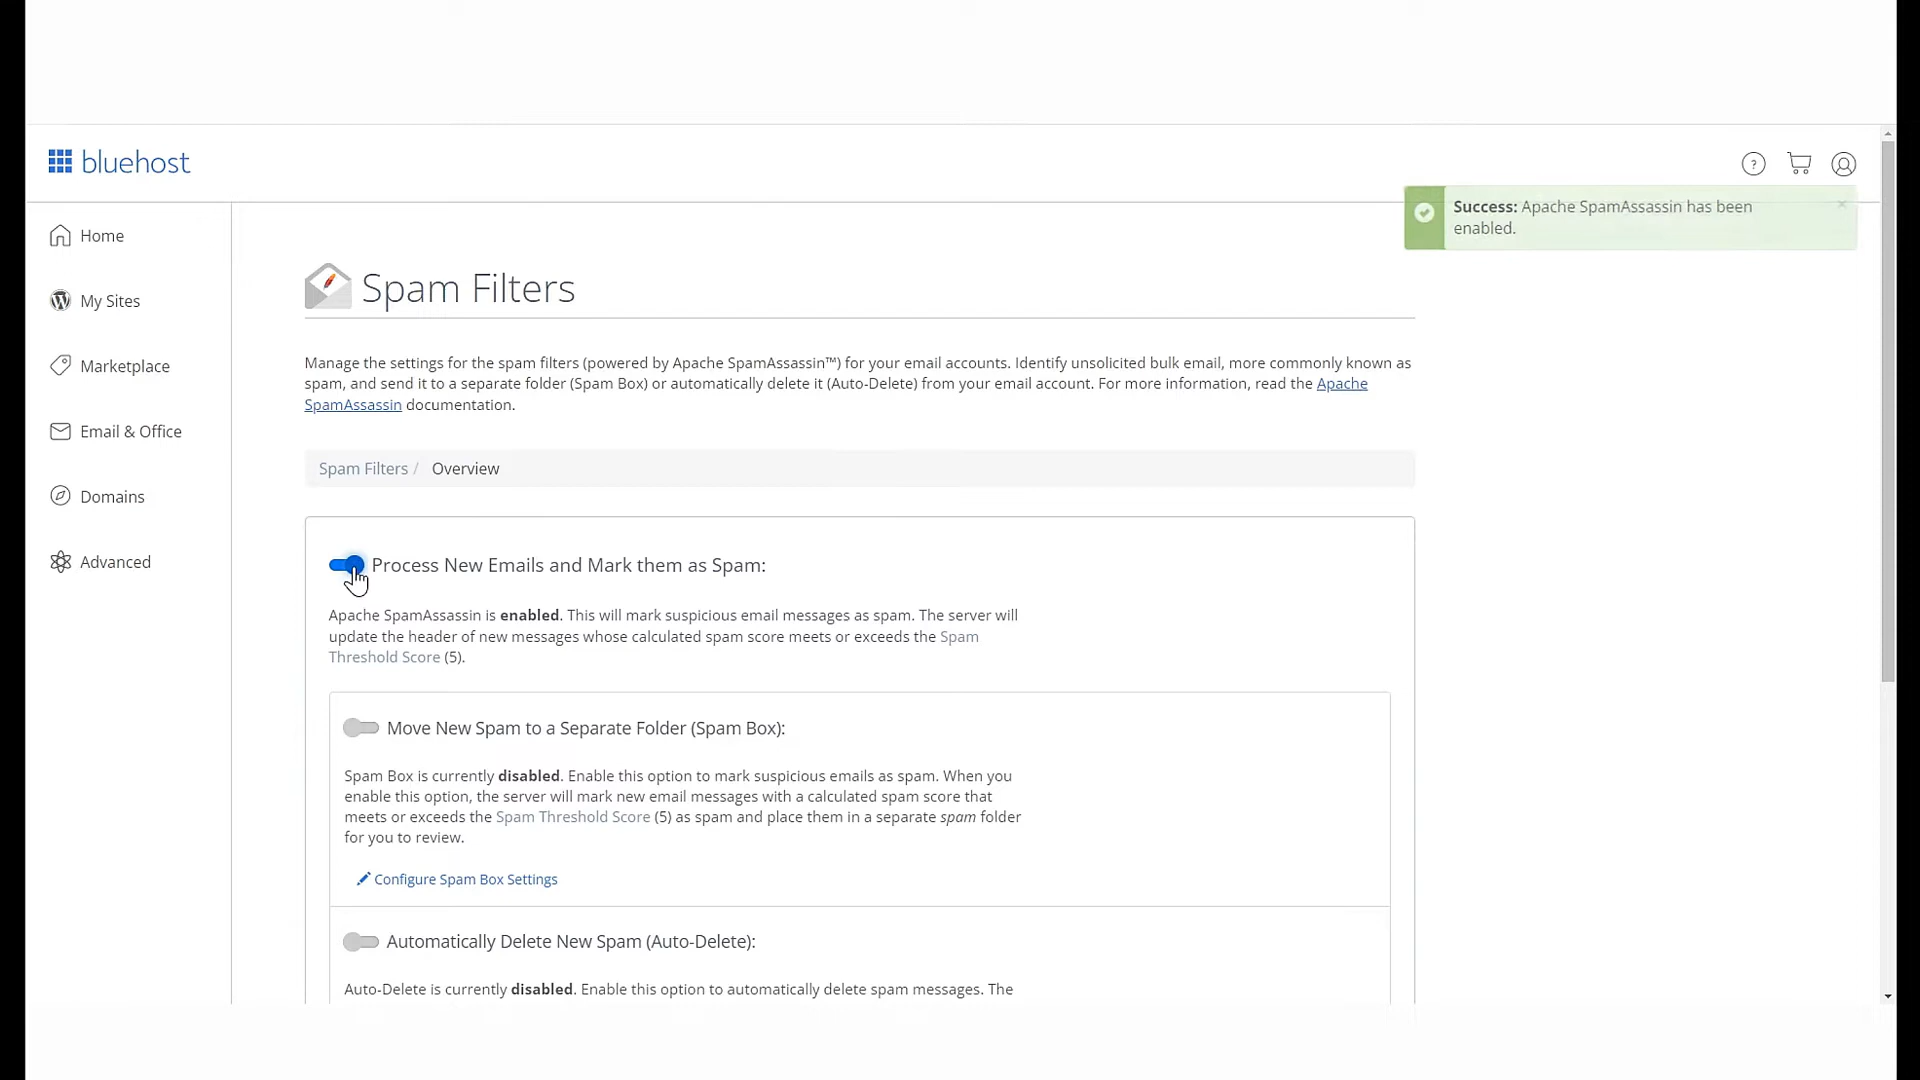 bluehost
?
Success: Apache SpamAssassin has been
enabled.
×
Home
My Sites
Marketplace
Email & Office
Domains
Advanced
Spam Filters
Manage the settings for the spam filters (powered by Apache SpamAssassin™) for your email accounts. Identify unsolicited bulk email, more commonly known as
spam, and send it to a separate folder (Spam Box) or automatically delete it (Auto-Delete) from your email account. For more information, read the Apache
SpamAssassin documentation.
Spam Filters / Overview
Process New Emails and Mark them as Spam:
Apache SpamAssassin is enabled. This will mark suspicious email messages as spam. The server will
update the header of new messages whose calculated spam score meets or exceeds the Spam
Threshold Score (5).
Move New Spam to a Separate Folder (Spam Box):
Spam Box is currently disabled. Enable this option to mark suspicious emails as spam. When you
enable this option, the server will mark new email messages with a calculated spam score that
meets or exceeds the Spam Threshold Score (5) as spam and place them in a separate spam folder
for you to review.
Configure Spam Box Settings
Automatically Delete New Spam (Auto-Delete):
Auto-Delete is currently disabled. Enable this option to automatically delete spam messages. The